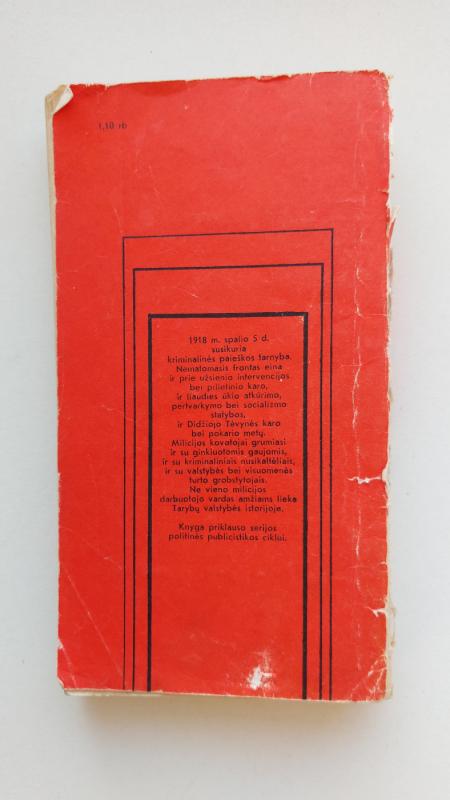 1,10 rb
1918 m. spalio 5 d.
susikuria
kriminalinės paieškos tarnyba.
Nematomasis frontas eina
ir prie užsienio intervencijos
bei pilietinio karo,
ir liaudies ūkio atkūrimo,
pertvarkymo bei socializmo
statybos,
ir Didžiojo Tėvynės karo
bei pokario metų.
Milicijos kovotojai grumiasi
ir su ginkluotomis gaujomis,
ir su kriminaliniais nusikaltėliais,
ir su valstybės bei visuomenės
turto grobstytojais.
Ne vieno milicijos
darbuotojo vardas amžiams lieka
Tarybų valstybės istorijoje.
Knyga priklauso serijos
politinės publicistikos ciklui.